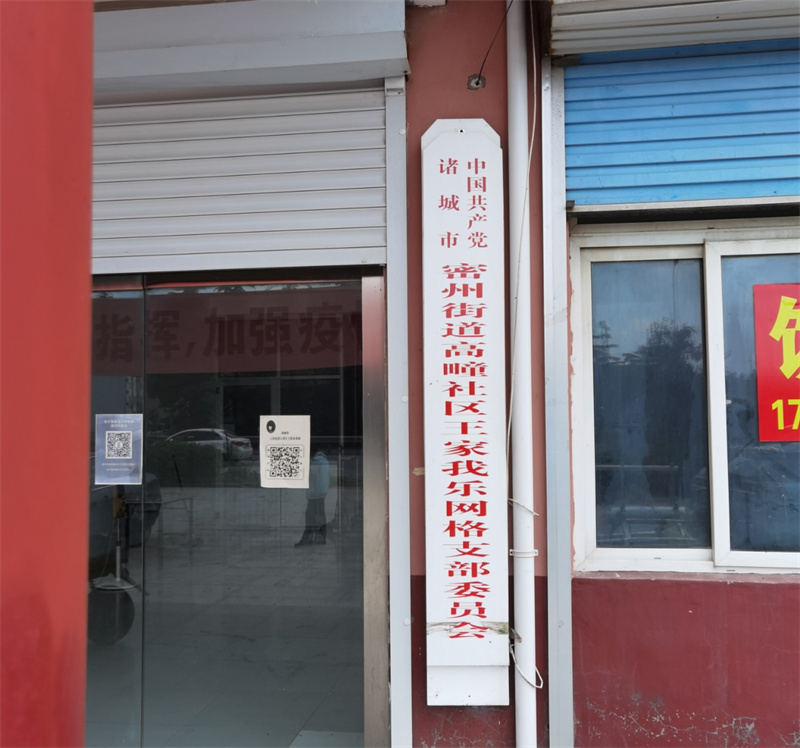 中国共产党
诸城市
密州街道高疃社区王家我乐网格支部委员会
指挥 加强疫
17